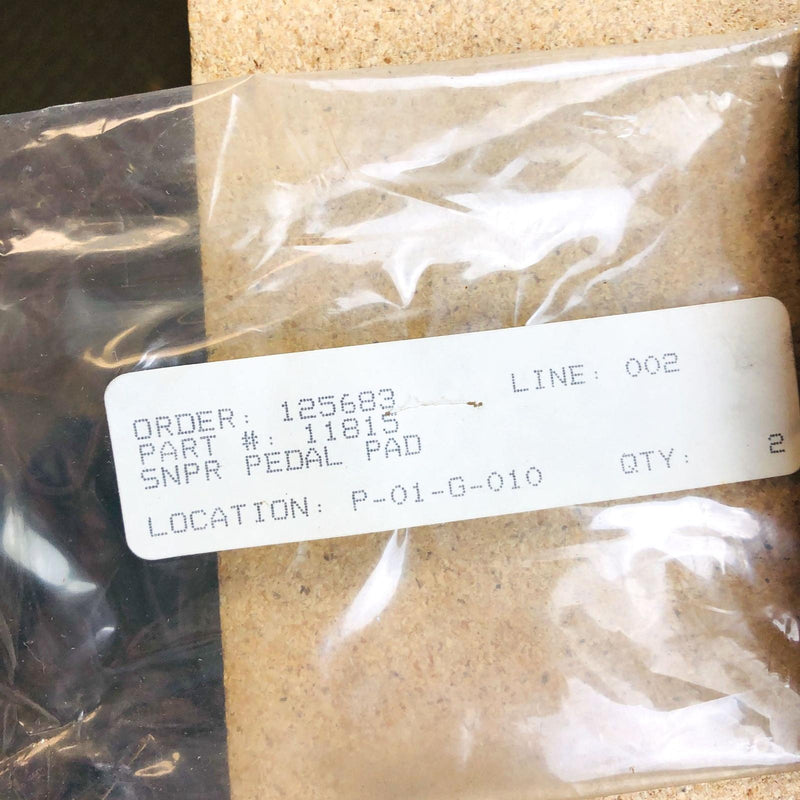 ORDER: 125683 LINE: 002
PART #: 11815
SNPR PEDAL PAD
LOCATION: P-01-G-010 QTY: 2